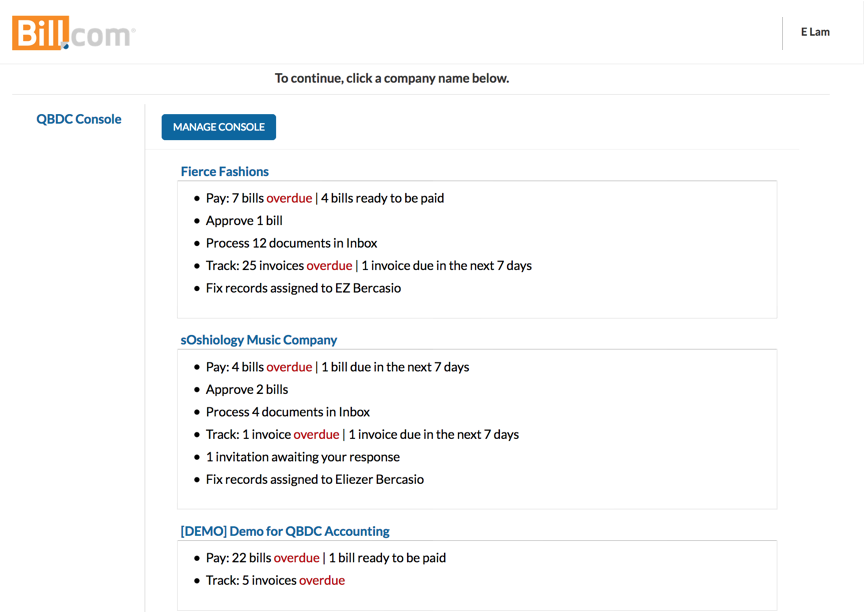 Bill.com
E Lam
To continue, click a company name below.
QBDC Console
MANAGE CONSOLE
Fierce Fashions
• Pay: 7 bills overdue | 4 bills ready to be paid
• Approve 1 bill
• Process 12 documents in Inbox
• Track: 25 invoices overdue | 1 invoice due in the next 7 days
• Fix records assigned to EZ Bercasio
sOshiology Music Company
• Pay: 4 bills overdue | 1 bill due in the next 7 days
• Approve 2 bills
• Process 4 documents in Inbox
• Track: 1 invoice overdue | 1 invoice due in the next 7 days
• 1 invitation awaiting your response
• Fix records assigned to Eliezer Bercasio
[DEMO] Demo for QBDC Accounting
• Pay: 22 bills overdue | 1 bill ready to be paid
• Track: 5 invoices overdue